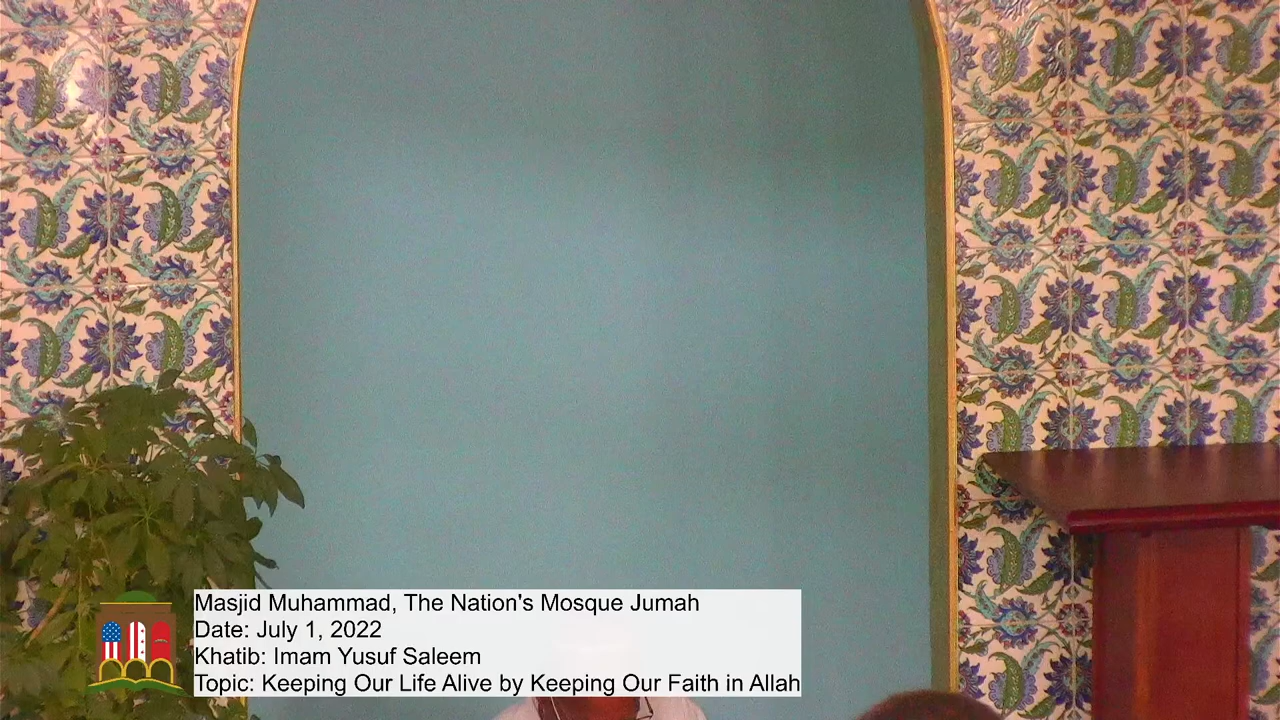 Masjid Muhammad, The Nation's Mosque Jumah
Date: July 1, 2022
Khatib: Imam Yusuf Saleem
Topic: Keeping Our Life Alive by Keeping Our Faith in Allah